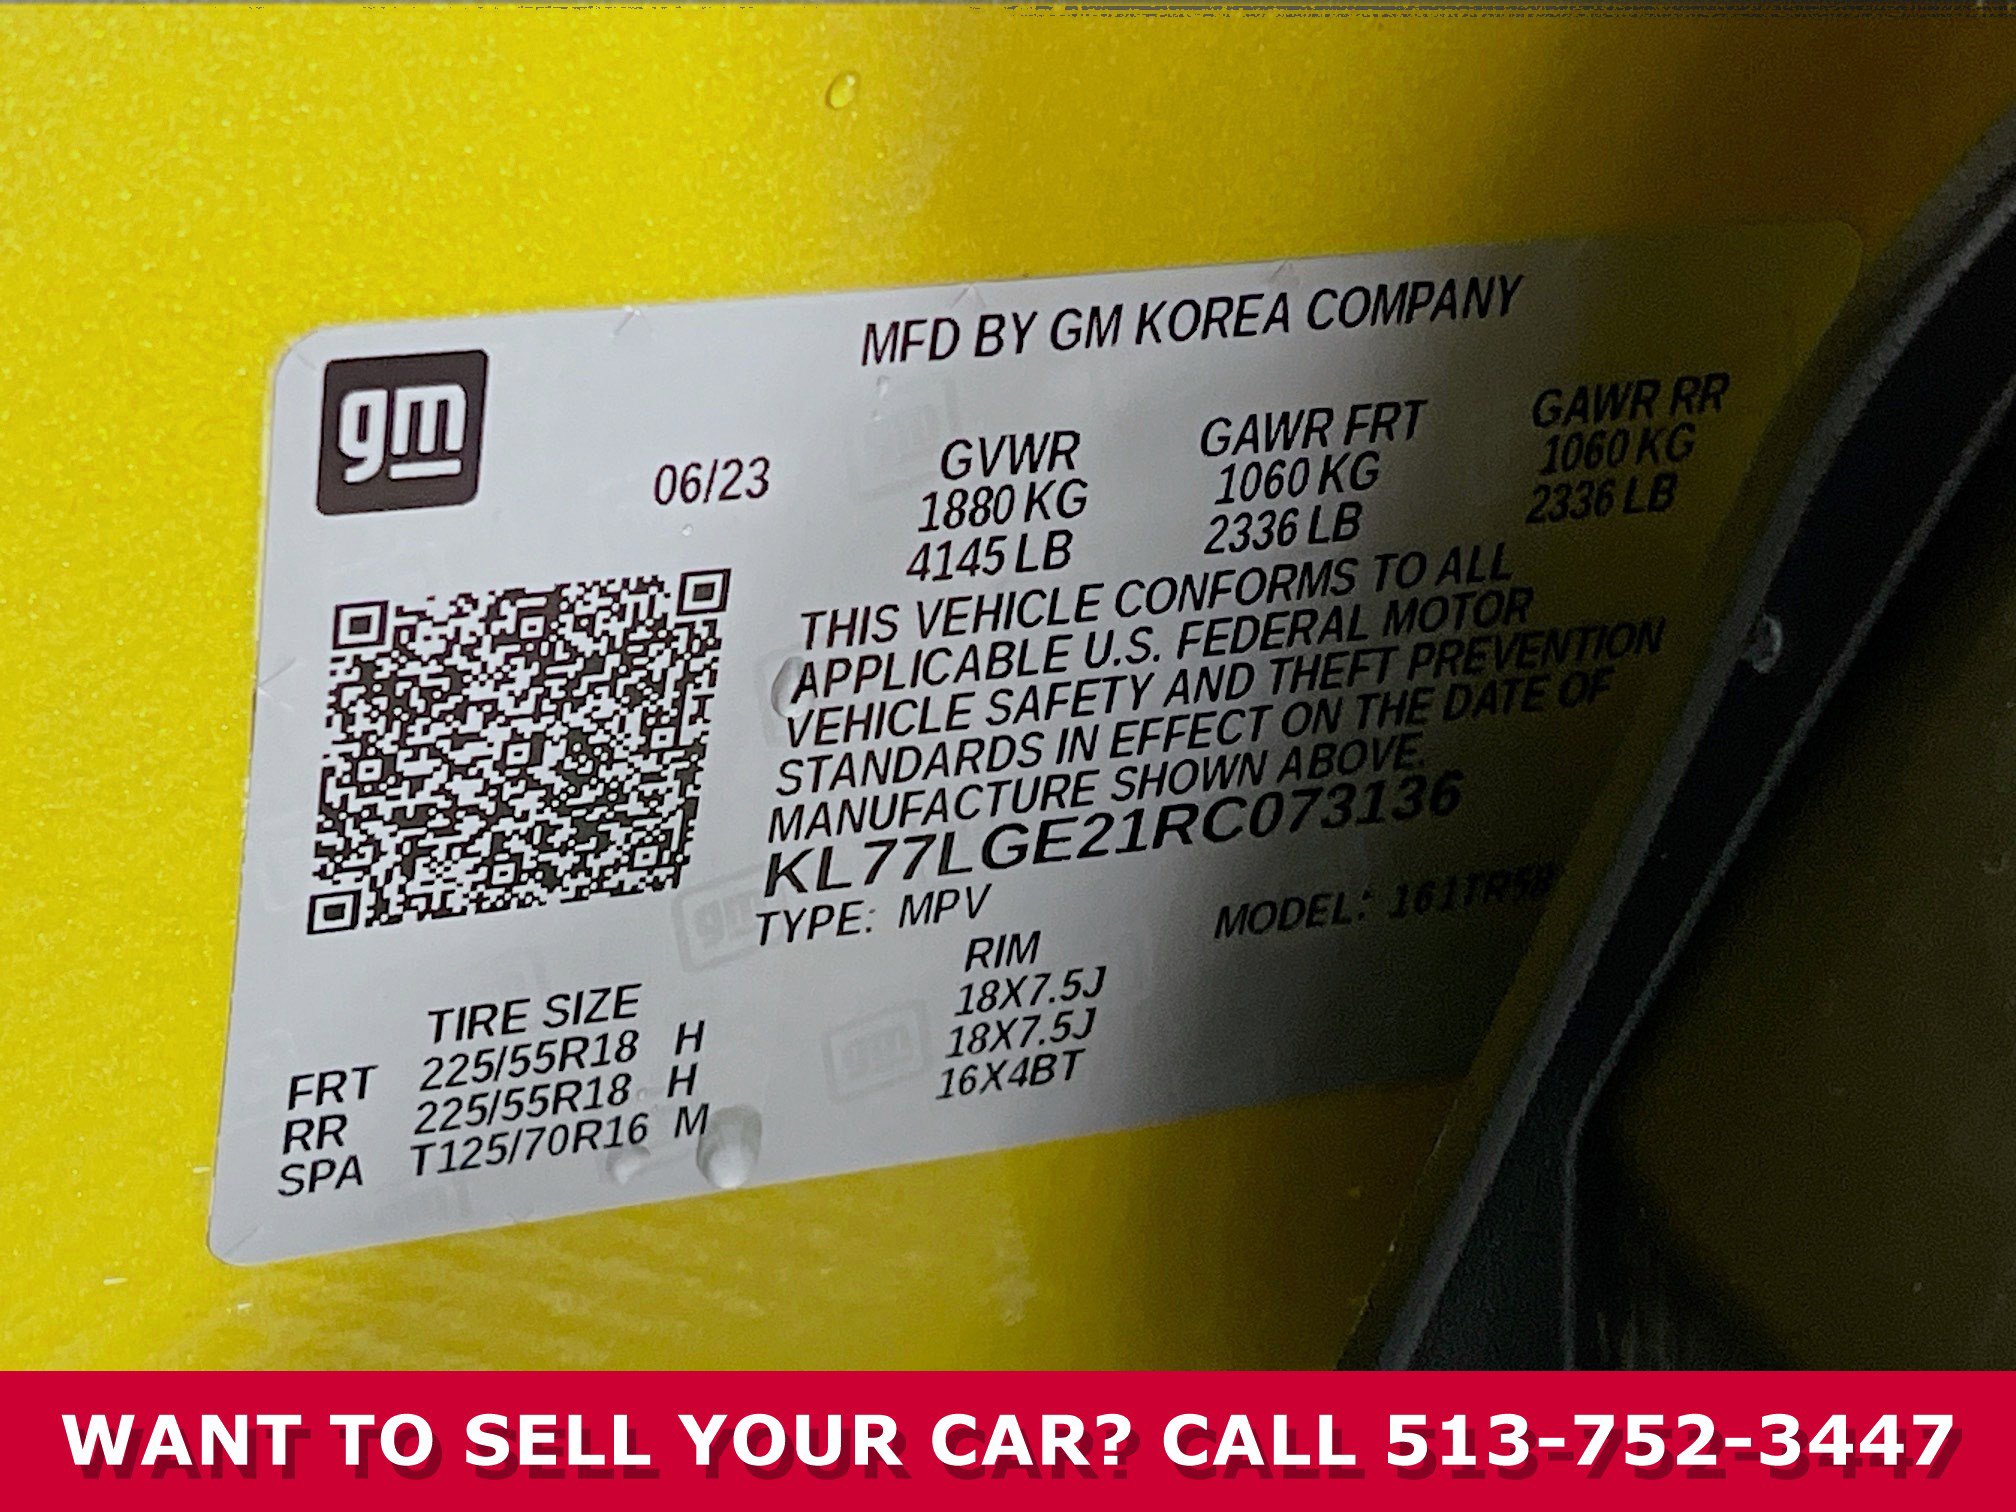 MFD BY GM KOREA COMPANY
gm
06/23
GVWR GAWR FRT GAWR RR
1880 KG 1060 KG 1060 KG
4145 LB 2336 LB 2336 LB
THIS VEHICLE CONFORMS TO ALL
APPLICABLE U.S. FEDERAL MOTOR
VEHICLE SAFETY AND THEFT PREVENTION
STANDARDS IN EFFECT ON THE DATE OF
MANUFACTURE SHOWN ABOVE.
KL77LGE21RC073136
TYPE: MPV MODEL: 161TR58
TIRE SIZE RIM
FRT 225/55R18 H 18X7.5J
RR 225/55R18 H 18X7.5J
SPA T125/70R16 M 16X4BT
WANT TO SELL YOUR CAR? CALL 513-752-3447